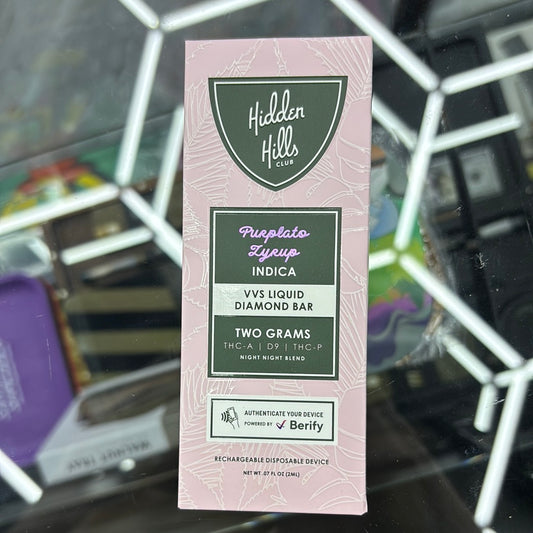 Hidden
Hills
CLUB
Purplato
Zyrup
INDICA
VVS LIQUID
DIAMOND BAR
TWO GRAMS
THC-A | D9 | THC-P
NIGHT NIGHT BLEND
AUTHENTICATE YOUR DEVICE
POWERED BY Berify
RECHARGEABLE DISPOSABLE DEVICE
NET WT .07 FL OZ (2ML)